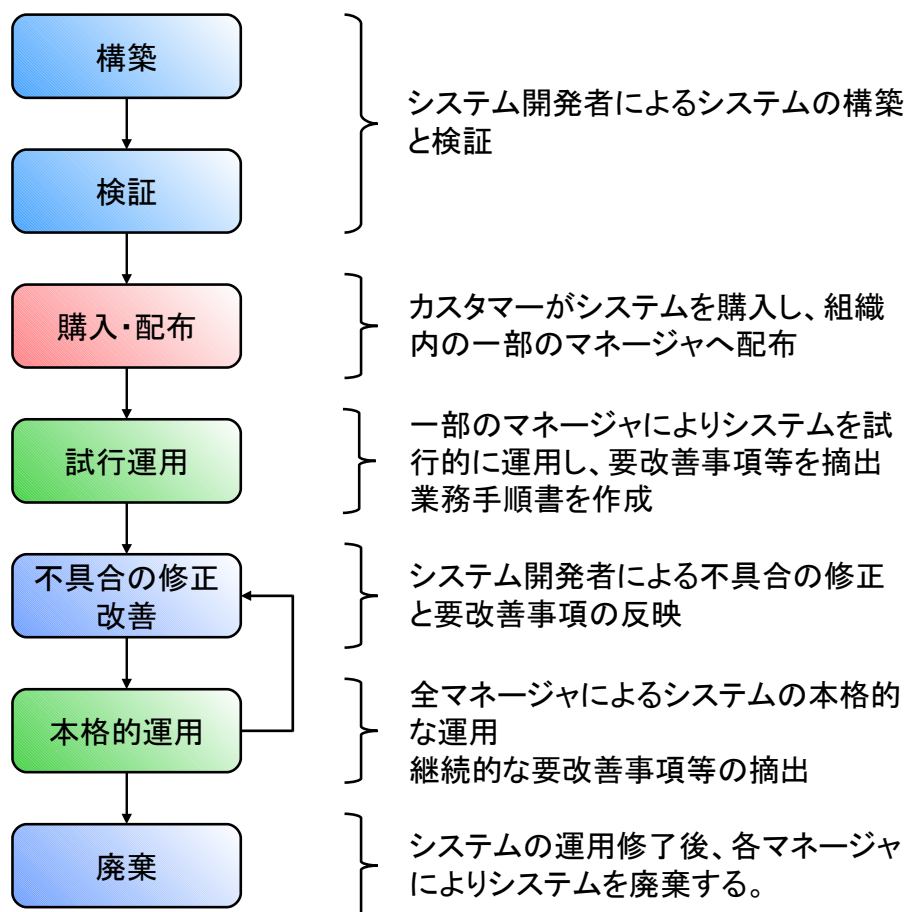 構築
システム開発者によるシステムの構築
と検証
検証
購入・配布
カスタマーがシステムを購入し、組織
内の一部のマネージャへ配布
試行運用
一部のマネージャによりシステムを試
行的に運用し、要改善事項等を摘出
業務手順書を作成
不具合の修正
改善
システム開発者による不具合の修正
と要改善事項の反映
本格的運用
全マネージャによるシステムの本格的
な運用
継続的な要改善事項等の摘出
廃棄
システムの運用修了後、各マネージャ
によりシステムを廃棄する。